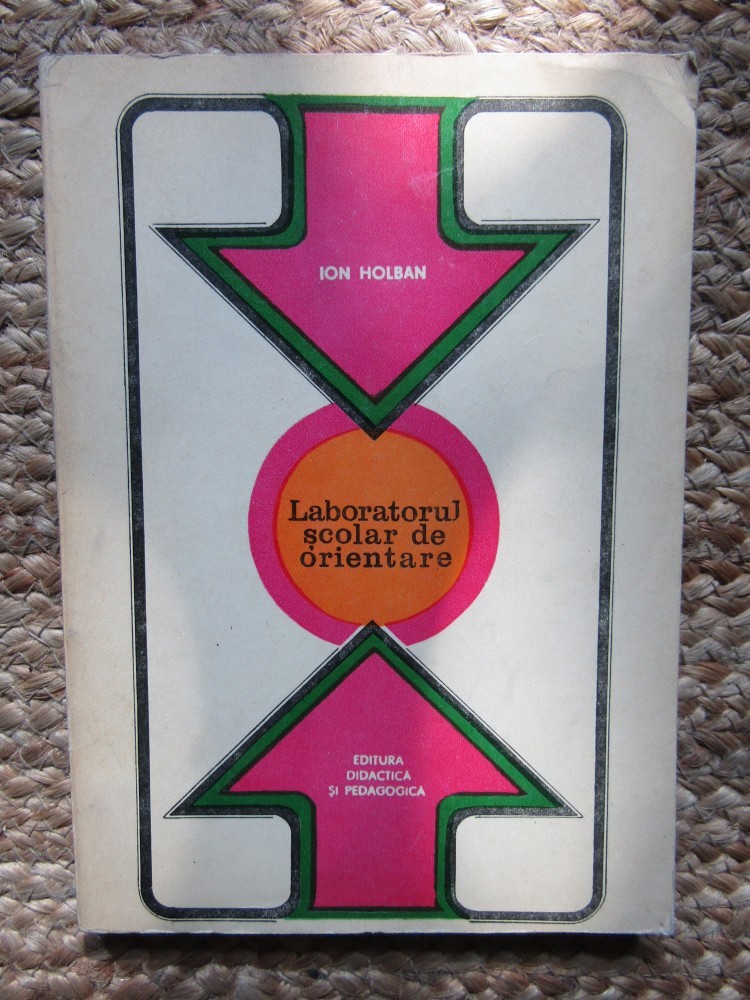 ION HOLBAN
Laboratorul
școlar de
orientare
EDITURA
DIDACTICA
ȘI PEDAGOGICA